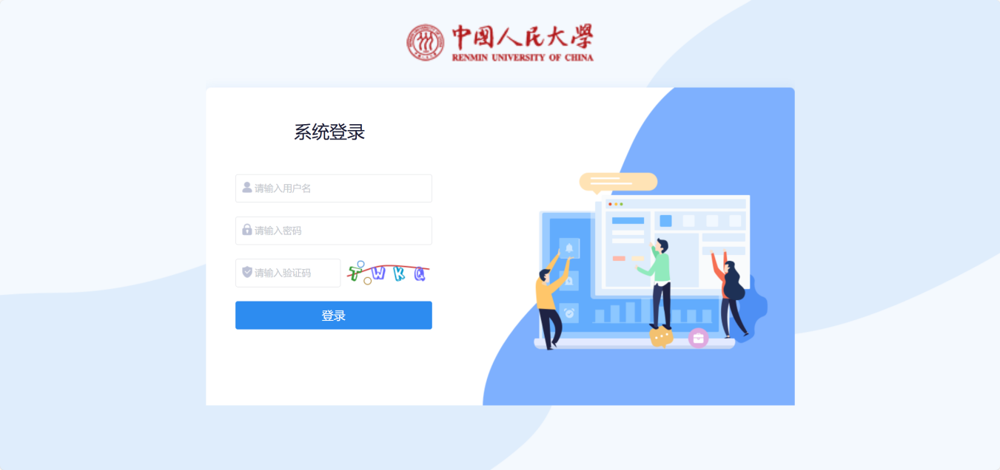 中国人民大學
RENMIN UNIVERSITY OF CHINA
系统登录
请输入用户名
请输入密码
请输入验证码
TWKQ
登录